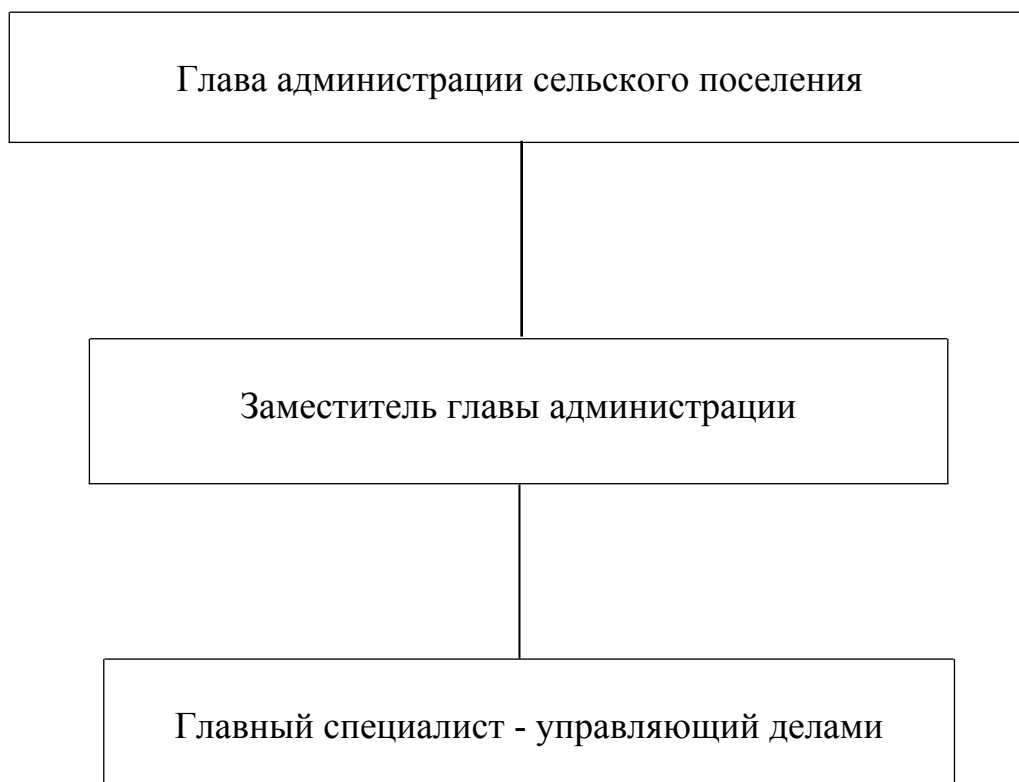 Глава администрации сельского поселения
Заместитель главы администрации
Главный специалист - управляющий делами